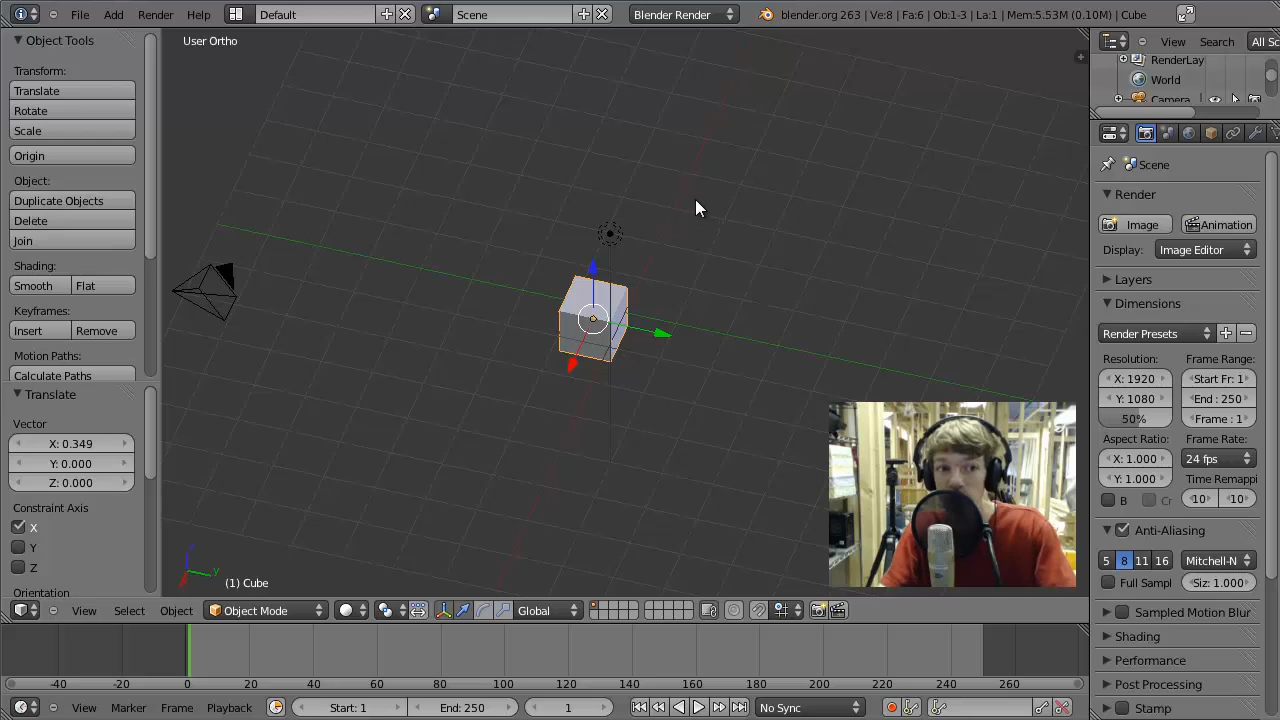 File Add Render Help Default Scene Blender Render blender.org 263 | Ve:8 | Fa:6 | Ob:1-3 | La:1 | Mem:5.53M (0.10M) | Cube
Object Tools
Transform:
Translate
Rotate
Scale
Origin
Object:
Duplicate Objects
Delete
Join
Shading:
Smooth Flat
Keyframes:
Insert Remove
Motion Paths:
Calculate Paths
Translate
Vector
X: 0.349
Y: 0.000
Z: 0.000
Constraint Axis
X
Y
Z
Orientation
User Ortho
y
(1) Cube
View Select Object Object Mode Global
View Search All Sc
RenderLay
World
Camera
Scene
Render
Image Animation
Display: Image Editor
Layers
Dimensions
Render Presets
Resolution: Frame Range:
X: 1920 Start Fr: 1
Y: 1080 End : 250
50% Frame : 1
Aspect Ratio: Frame Rate:
X: 1.000 24 fps
Y: 1.000 Time Remappi
B Cr 10 10
Anti-Aliasing
5 8 11 16 Mitchell-N
Full Sampl Siz: 1.000
Sampled Motion Blur
Shading
Performance
Post Processing
Stamp
-40 -20 0 20 40 60 80 100 120 140 160 180 200 220 240 260
View Marker Frame Playback Start: 1 End: 250 1 No Sync